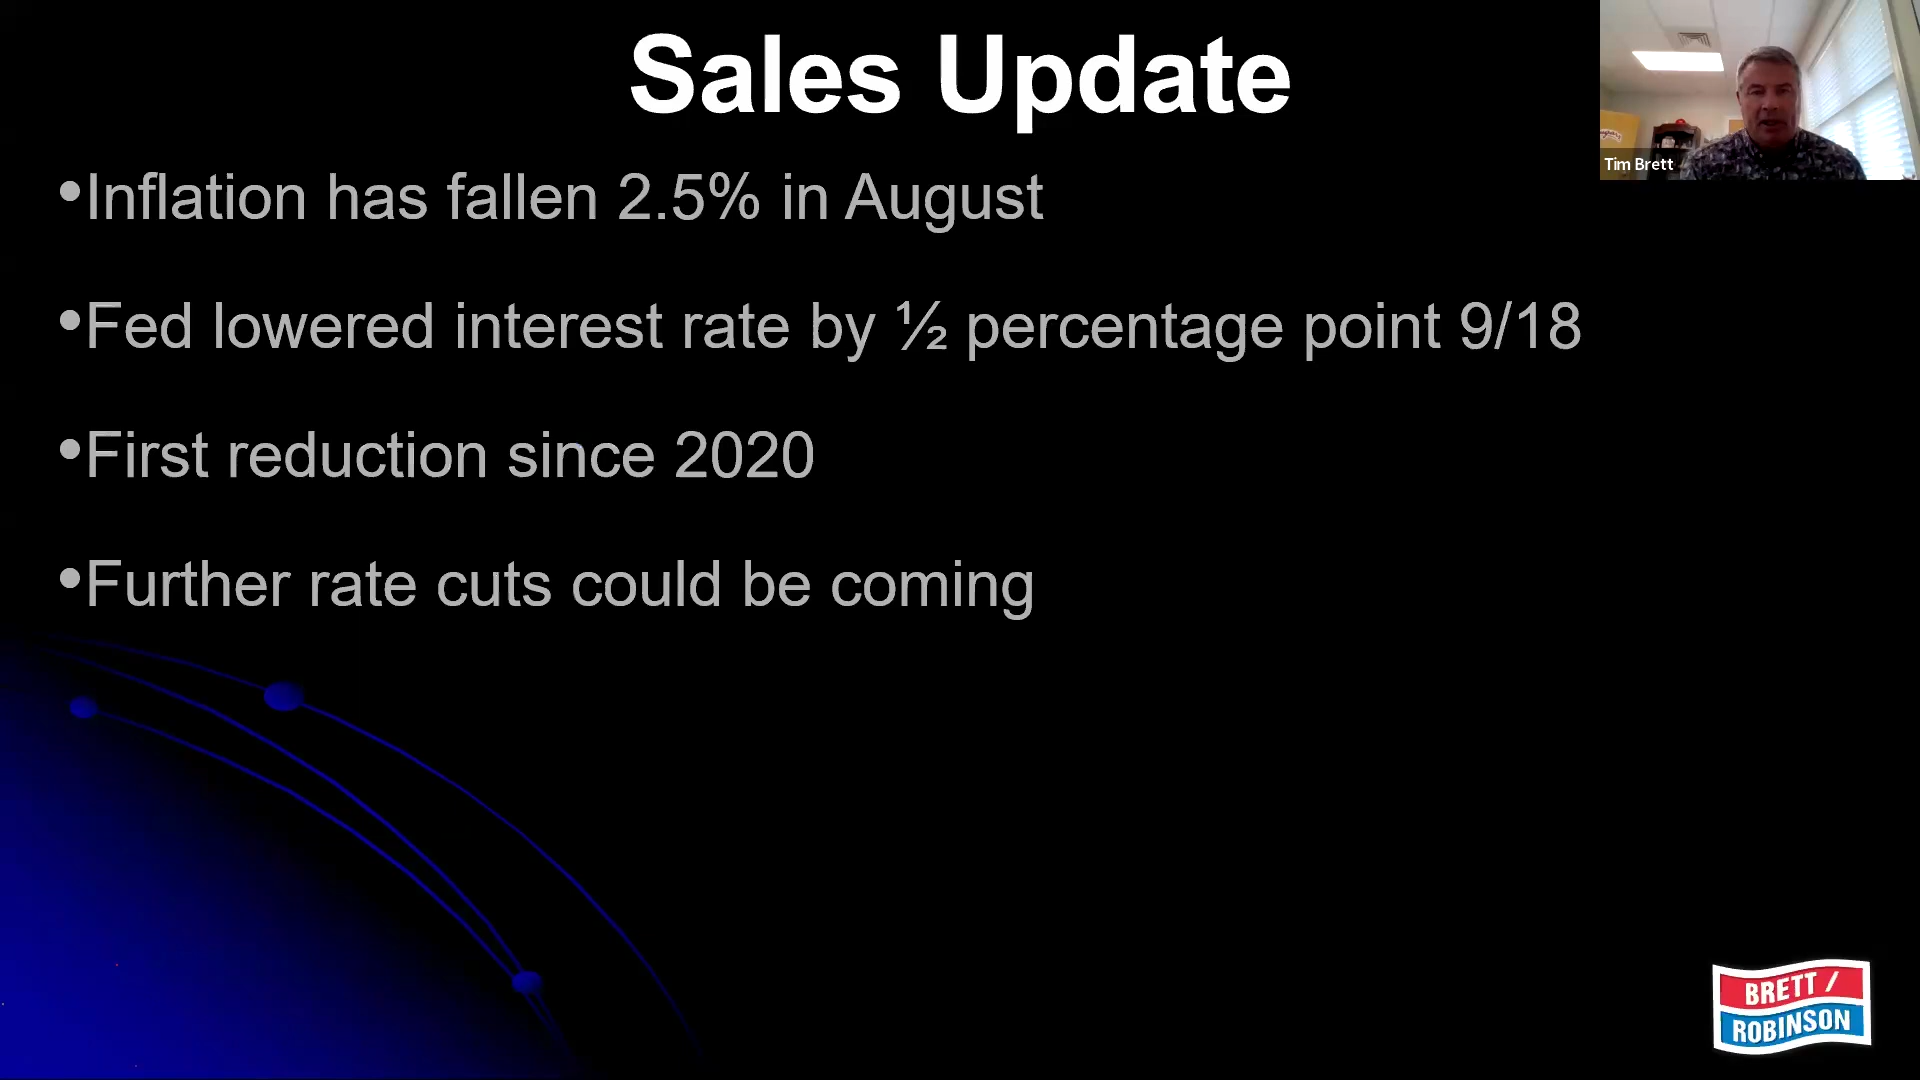 Sales Update
•Inflation has fallen 2.5% in August
•Fed lowered interest rate by ½ percentage point 9/18
•First reduction since 2020
•Further rate cuts could be coming
Tim Brett
BRETT /
ROBINSON